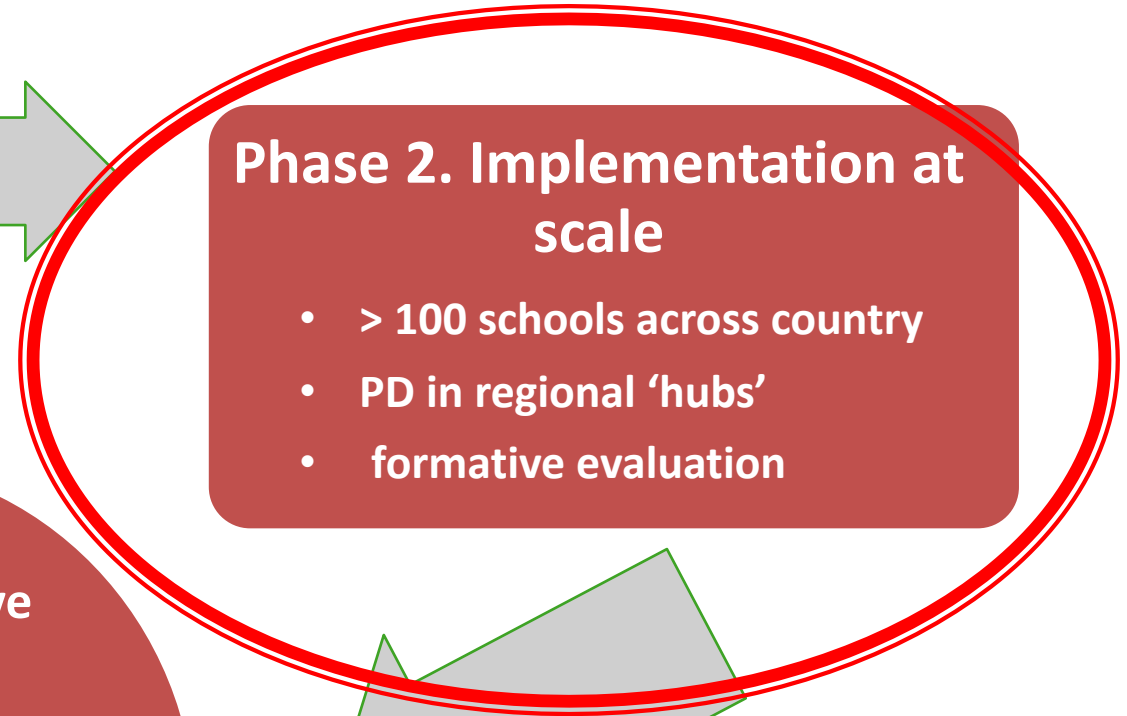 Phase 2. Implementation at
scale
• > 100 schools across country
• PD in regional ‘hubs’
• formative evaluation